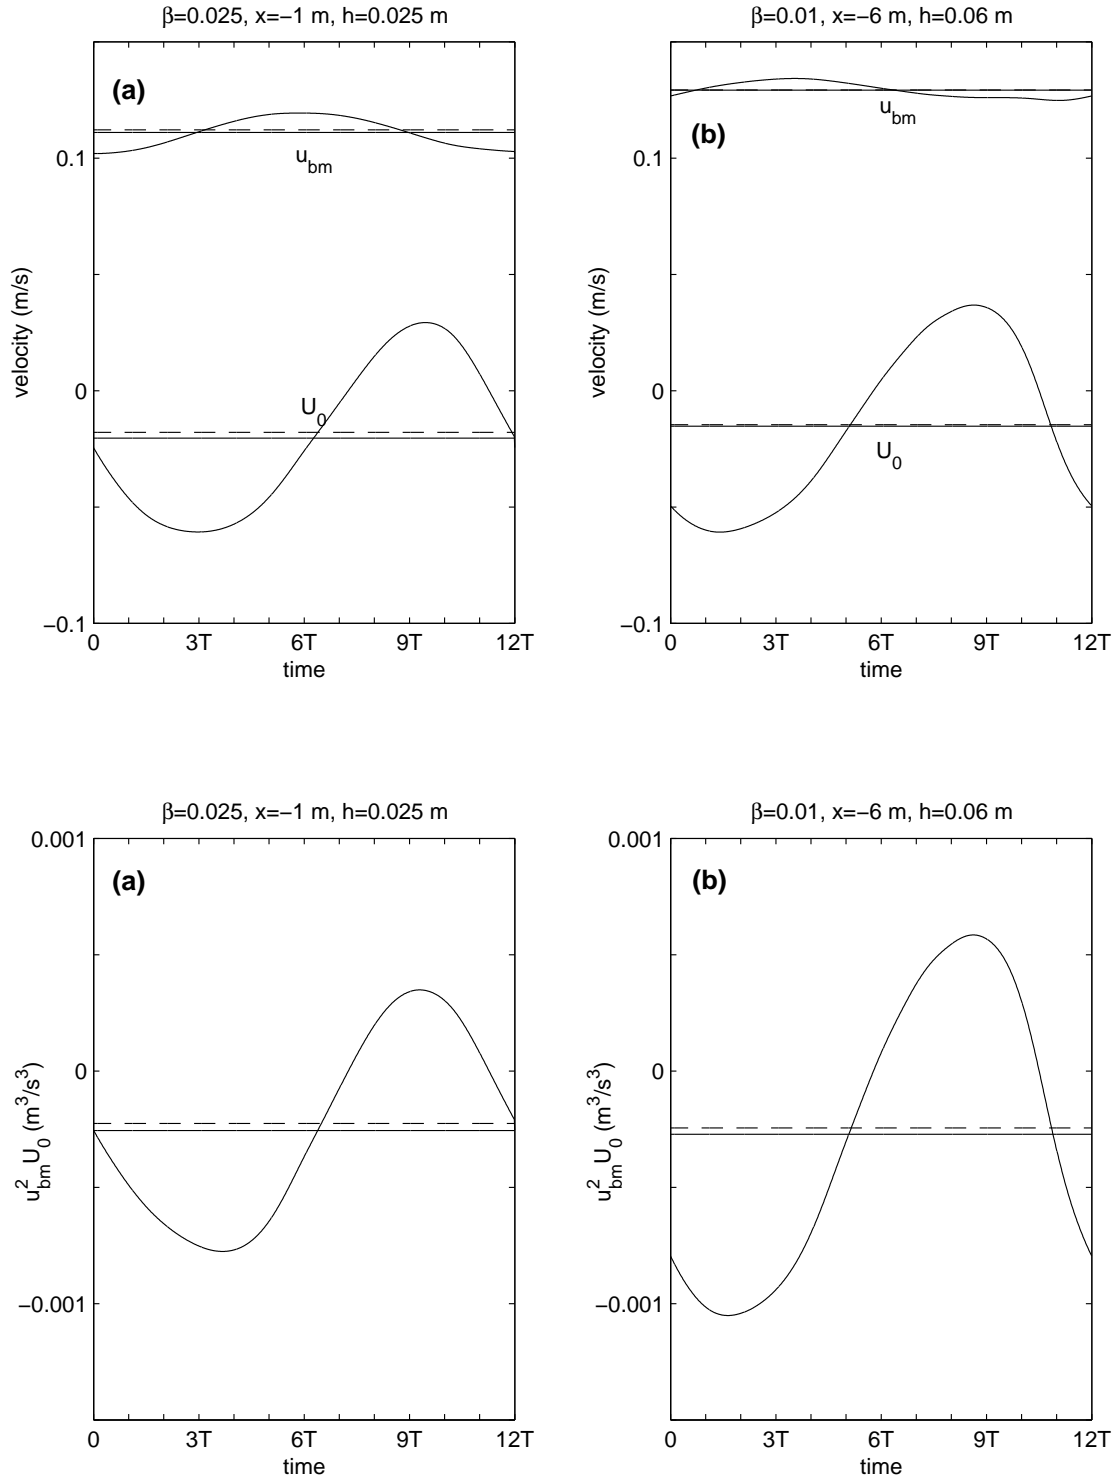 β=0.025, x=−1 m, h=0.025 m
(a)
u_bm
U_0
0.1
0
−0.1
velocity (m/s)
0 3T 6T 9T 12T
time
β=0.01, x=−6 m, h=0.06 m
(b)
u_bm
U_0
0.1
0
−0.1
velocity (m/s)
0 3T 6T 9T 12T
time
β=0.025, x=−1 m, h=0.025 m
(a)
0.001
0
−0.001
u²_bm U_0 (m³/s³)
0 3T 6T 9T 12T
time
β=0.01, x=−6 m, h=0.06 m
(b)
0.001
0
−0.001
u²_bm U_0 (m³/s³)
0 3T 6T 9T 12T
time